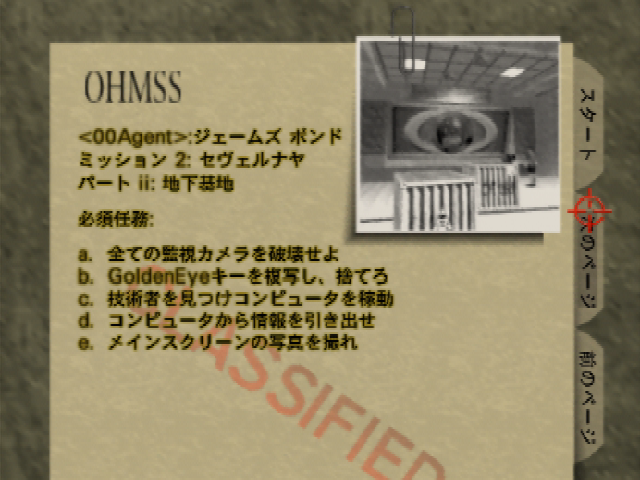 OHMSS
<00Agent>:ジェームズ ボンド
ミッション 2: セヴェルナヤ
パート ii: 地下基地
必須任務:
a. 全ての監視カメラを破壊せよ
b. GoldenEyeキーを複写し、捨てろ
c. 技術者を見つけコンピュータを稼動
d. コンピュータから情報を引き出せ
e. メインスクリーンの写真を撮れ
CLASSIFIED
スタート
次のページ
前のページ